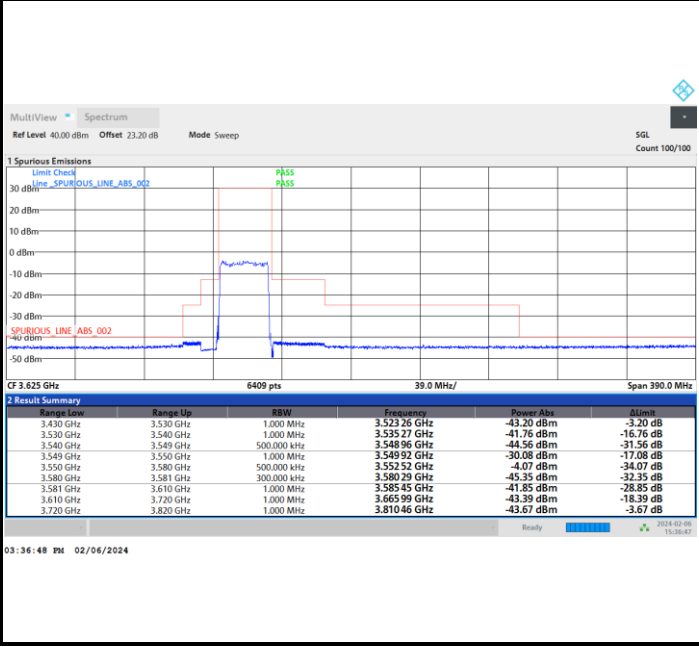 MultiView Spectrum
Ref Level 40.00 dBm Offset 23.20 dB Mode Sweep SGL
Count 100/100
1 Spurious Emissions
Limit Check PASS
Line _SPURIOUS_LINE_ABS_002 PASS
30 dBm
20 dBm
10 dBm
0 dBm
-10 dBm
-20 dBm
-30 dBm
_SPURIOUS_LINE_ABS_002
-40 dBm
-50 dBm
CF 3.625 GHz 6409 pts 39.0 MHz/ Span 390.0 MHz
2 Result Summary
Range Low Range Up RBW Frequency Power Abs ΔLimit
3.430 GHz 3.530 GHz 1.000 MHz 3.523 26 GHz -43.20 dBm -3.20 dB
3.530 GHz 3.540 GHz 1.000 MHz 3.535 27 GHz -41.76 dBm -16.76 dB
3.540 GHz 3.549 GHz 500.000 kHz 3.548 96 GHz -44.56 dBm -31.56 dB
3.549 GHz 3.550 GHz 1.000 MHz 3.549 92 GHz -30.08 dBm -17.08 dB
3.550 GHz 3.580 GHz 500.000 kHz 3.552 52 GHz -4.07 dBm -34.07 dB
3.580 GHz 3.581 GHz 300.000 kHz 3.580 29 GHz -45.35 dBm -32.35 dB
3.581 GHz 3.610 GHz 1.000 MHz 3.585 45 GHz -41.85 dBm -28.85 dB
3.610 GHz 3.720 GHz 1.000 MHz 3.665 99 GHz -43.39 dBm -18.39 dB
3.720 GHz 3.820 GHz 1.000 MHz 3.810 46 GHz -43.67 dBm -3.67 dB
Ready 2024-02-06
15:36:47
03:36:48 PM 02/06/2024